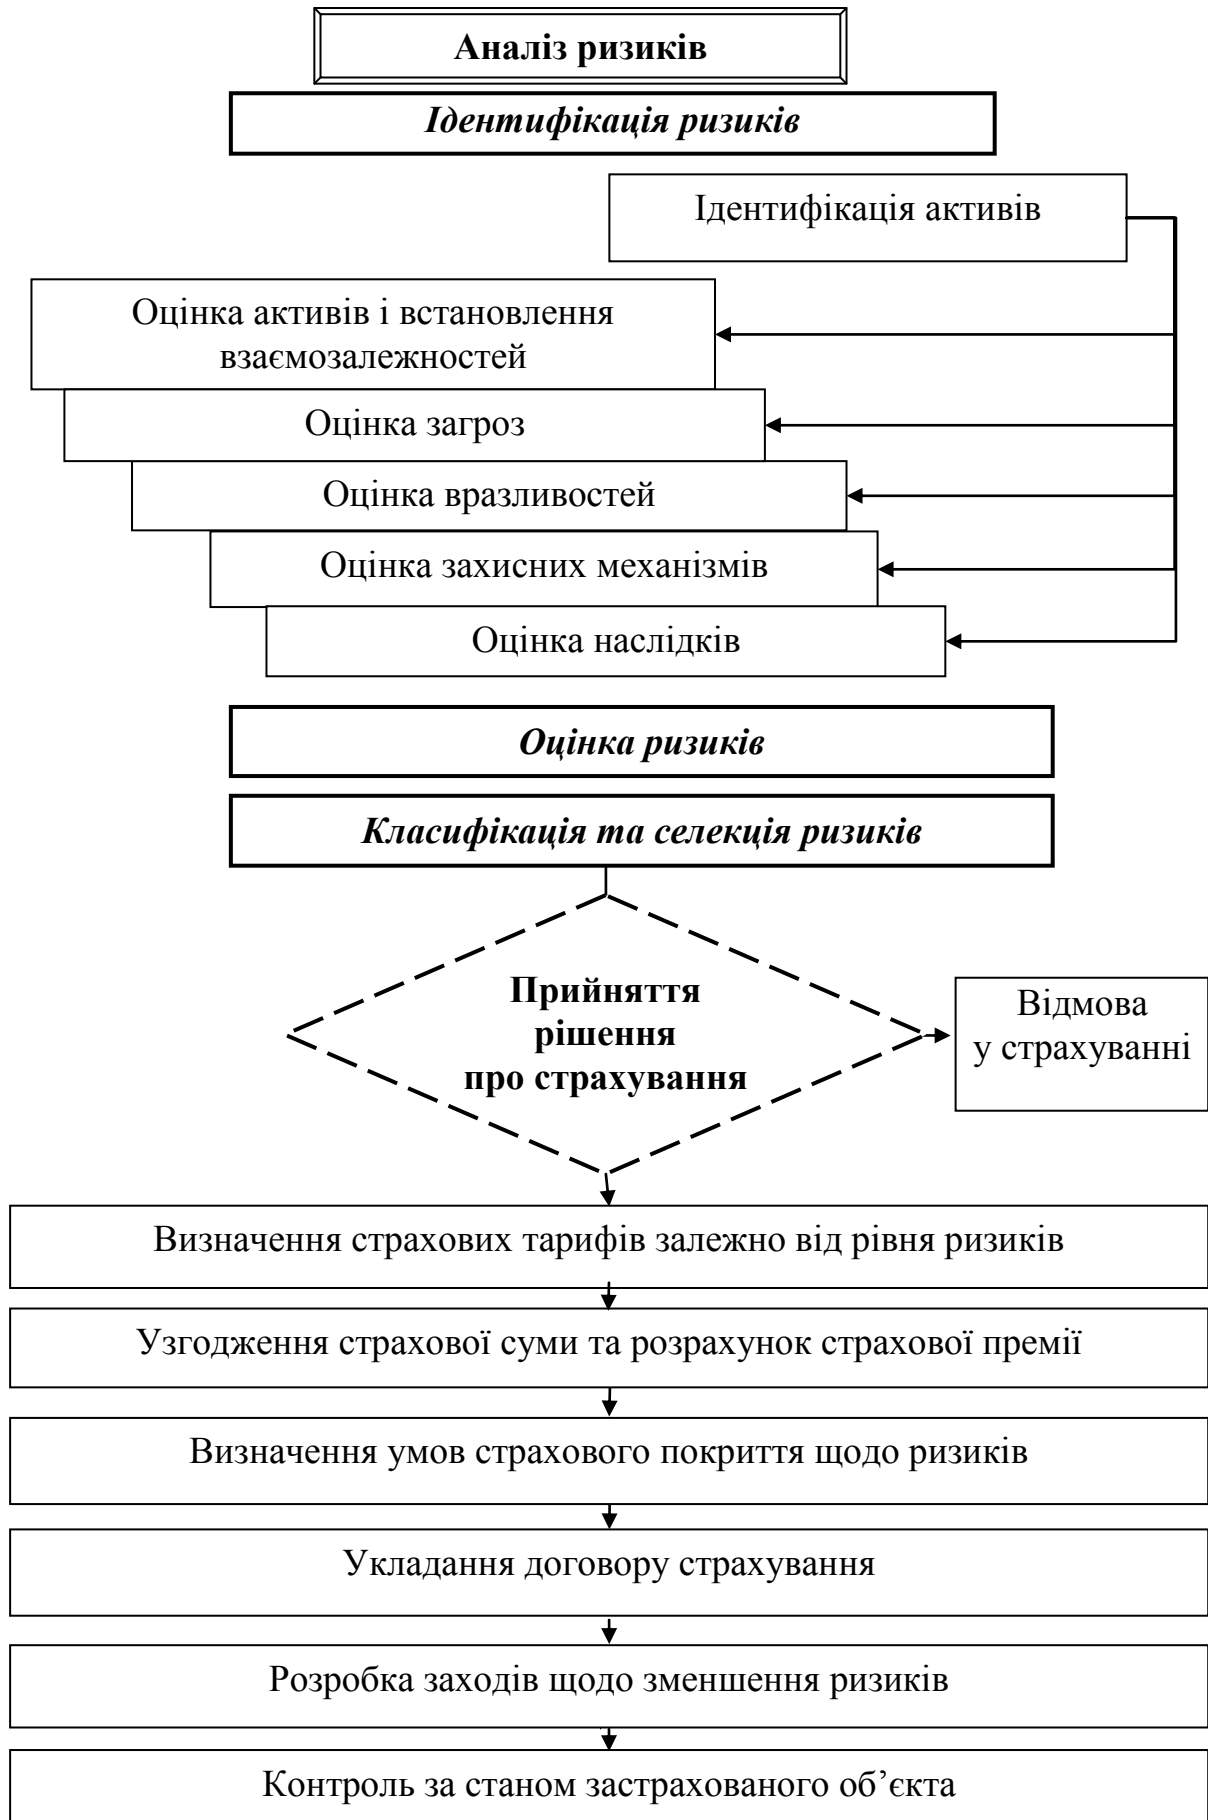 Аналіз ризиків
Ідентифікація ризиків
Ідентифікація активів
Оцінка активів і встановлення
взаємозалежностей
Оцінка загроз
Оцінка вразливостей
Оцінка захисних механізмів
Оцінка наслідків
Оцінка ризиків
Класифікація та селекція ризиків
Прийняття
рішення
про страхування
Відмова
у страхуванні
Визначення страхових тарифів залежно від рівня ризиків
Узгодження страхової суми та розрахунок страхової премії
Визначення умов страхового покриття щодо ризиків
Укладання договору страхування
Розробка заходів щодо зменшення ризиків
Контроль за станом застрахованого об’єкта